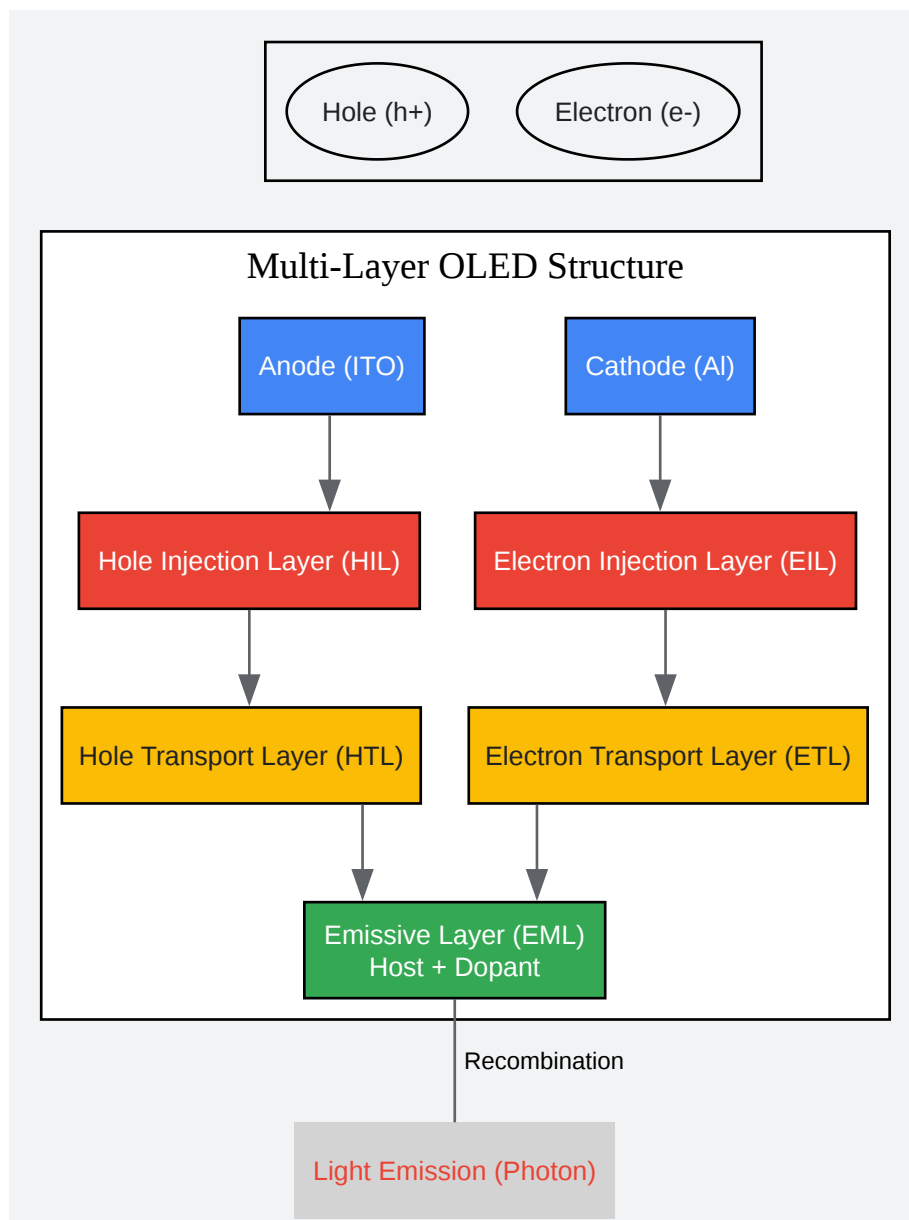 Hole (h+)
Electron (e-)
Multi-Layer OLED Structure
Anode (ITO)
Cathode (Al)
Hole Injection Layer (HIL)
Electron Injection Layer (EIL)
Hole Transport Layer (HTL)
Electron Transport Layer (ETL)
Emissive Layer (EML)
Host + Dopant
Recombination
Light Emission (Photon)